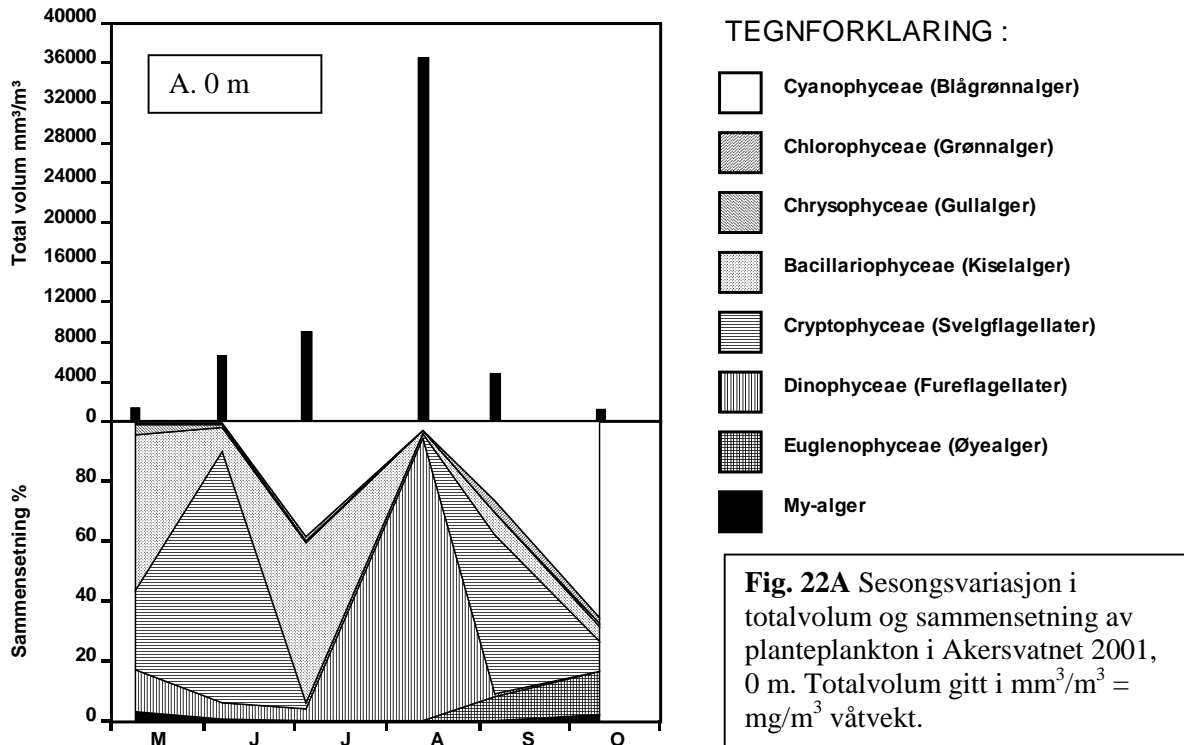 40000
36000
32000
28000
24000
20000
16000
12000
8000
4000
0
Total volum mm³/m³
A. 0 m
80
60
40
20
0
Sammensetning %
M J J A S O
TEGNFORKLARING :
Cyanophyceae (Blågrønnalger)
Chlorophyceae (Grønnalger)
Chrysophyceae (Gullalger)
Bacillariophyceae (Kiselalger)
Cryptophyceae (Svelgflagellater)
Dinophyceae (Fureflagellater)
Euglenophyceae (Øyealger)
My-alger
Fig. 22A Sesongsvariasjon i
totalvolum og sammensetning av
planteplankton i Akersvatnet 2001,
0 m. Totalvolum gitt i mm³/m³ =
mg/m³ våtvekt.